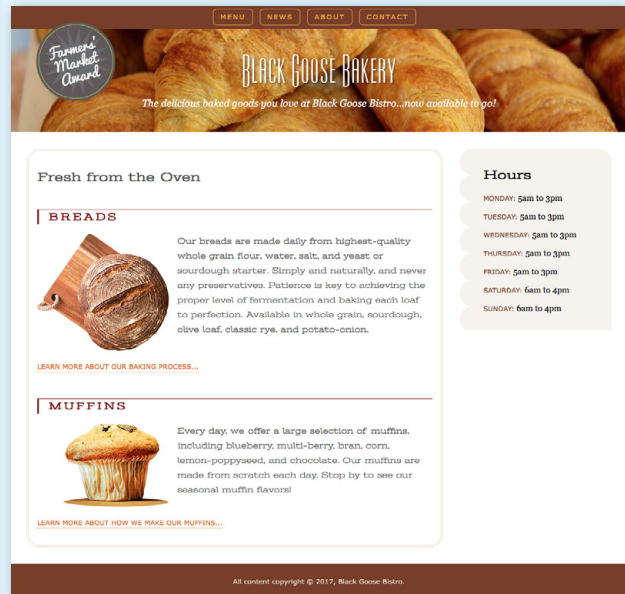 MENU NEWS ABOUT CONTACT
Farmers'
Market
Award
Black Goose Bakery
The delicious baked goods you love at Black Goose Bistro...now available to go!
Fresh from the Oven
BREADS
Our breads are made daily from highest-quality
whole grain flour, water, salt, and yeast or
sourdough starter. Simply and naturally, and never
any preservatives. Patience is key to achieving the
proper level of fermentation and baking each loaf
to perfection. Available in whole grain, sourdough,
olive loaf, classic rye, and potato-onion.
LEARN MORE ABOUT OUR BAKING PROCESS...
MUFFINS
Every day, we offer a large selection of muffins,
including blueberry, multi-berry, bran, corn,
lemon-poppyseed, and chocolate. Our muffins are
made from scratch each day. Stop by to see our
seasonal muffin flavors!
LEARN MORE ABOUT HOW WE MAKE OUR MUFFINS...
Hours
MONDAY: 5am to 3pm
TUESDAY: 5am to 3pm
WEDNESDAY: 5am to 3pm
THURSDAY: 5am to 3pm
FRIDAY: 5am to 3pm
SATURDAY: 6am to 4pm
SUNDAY: 6am to 4pm
All content copyright © 2017, Black Goose Bistro.